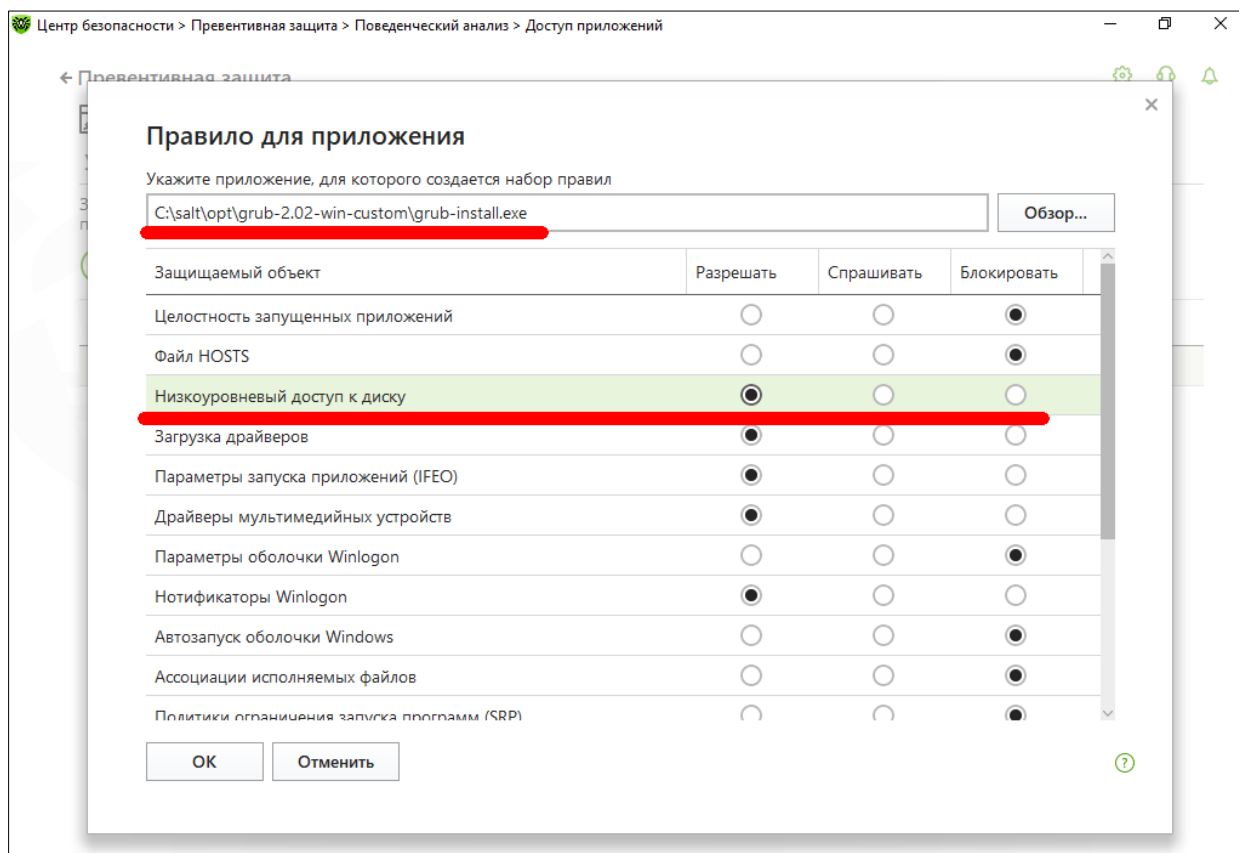 Центр безопасности > Превентивная защита > Поведенческий анализ > Доступ приложений
Превентивная защита
Правило для приложения
Укажите приложение, для которого создается набор правил
C:\salt\opt\grub-2.02-win-custom\grub-install.exe
Обзор...
Защищаемый объект Разрешать Спрашивать Блокировать
Целостность запущенных приложений
Файл HOSTS
Низкоуровневый доступ к диску
Загрузка драйверов
Параметры запуска приложений (IFEO)
Драйверы мультимедийных устройств
Параметры оболочки Winlogon
Нотификаторы Winlogon
Автозапуск оболочки Windows
Ассоциации исполняемых файлов
Политики ограничения запуска программ (SRP)
ОК Отменить